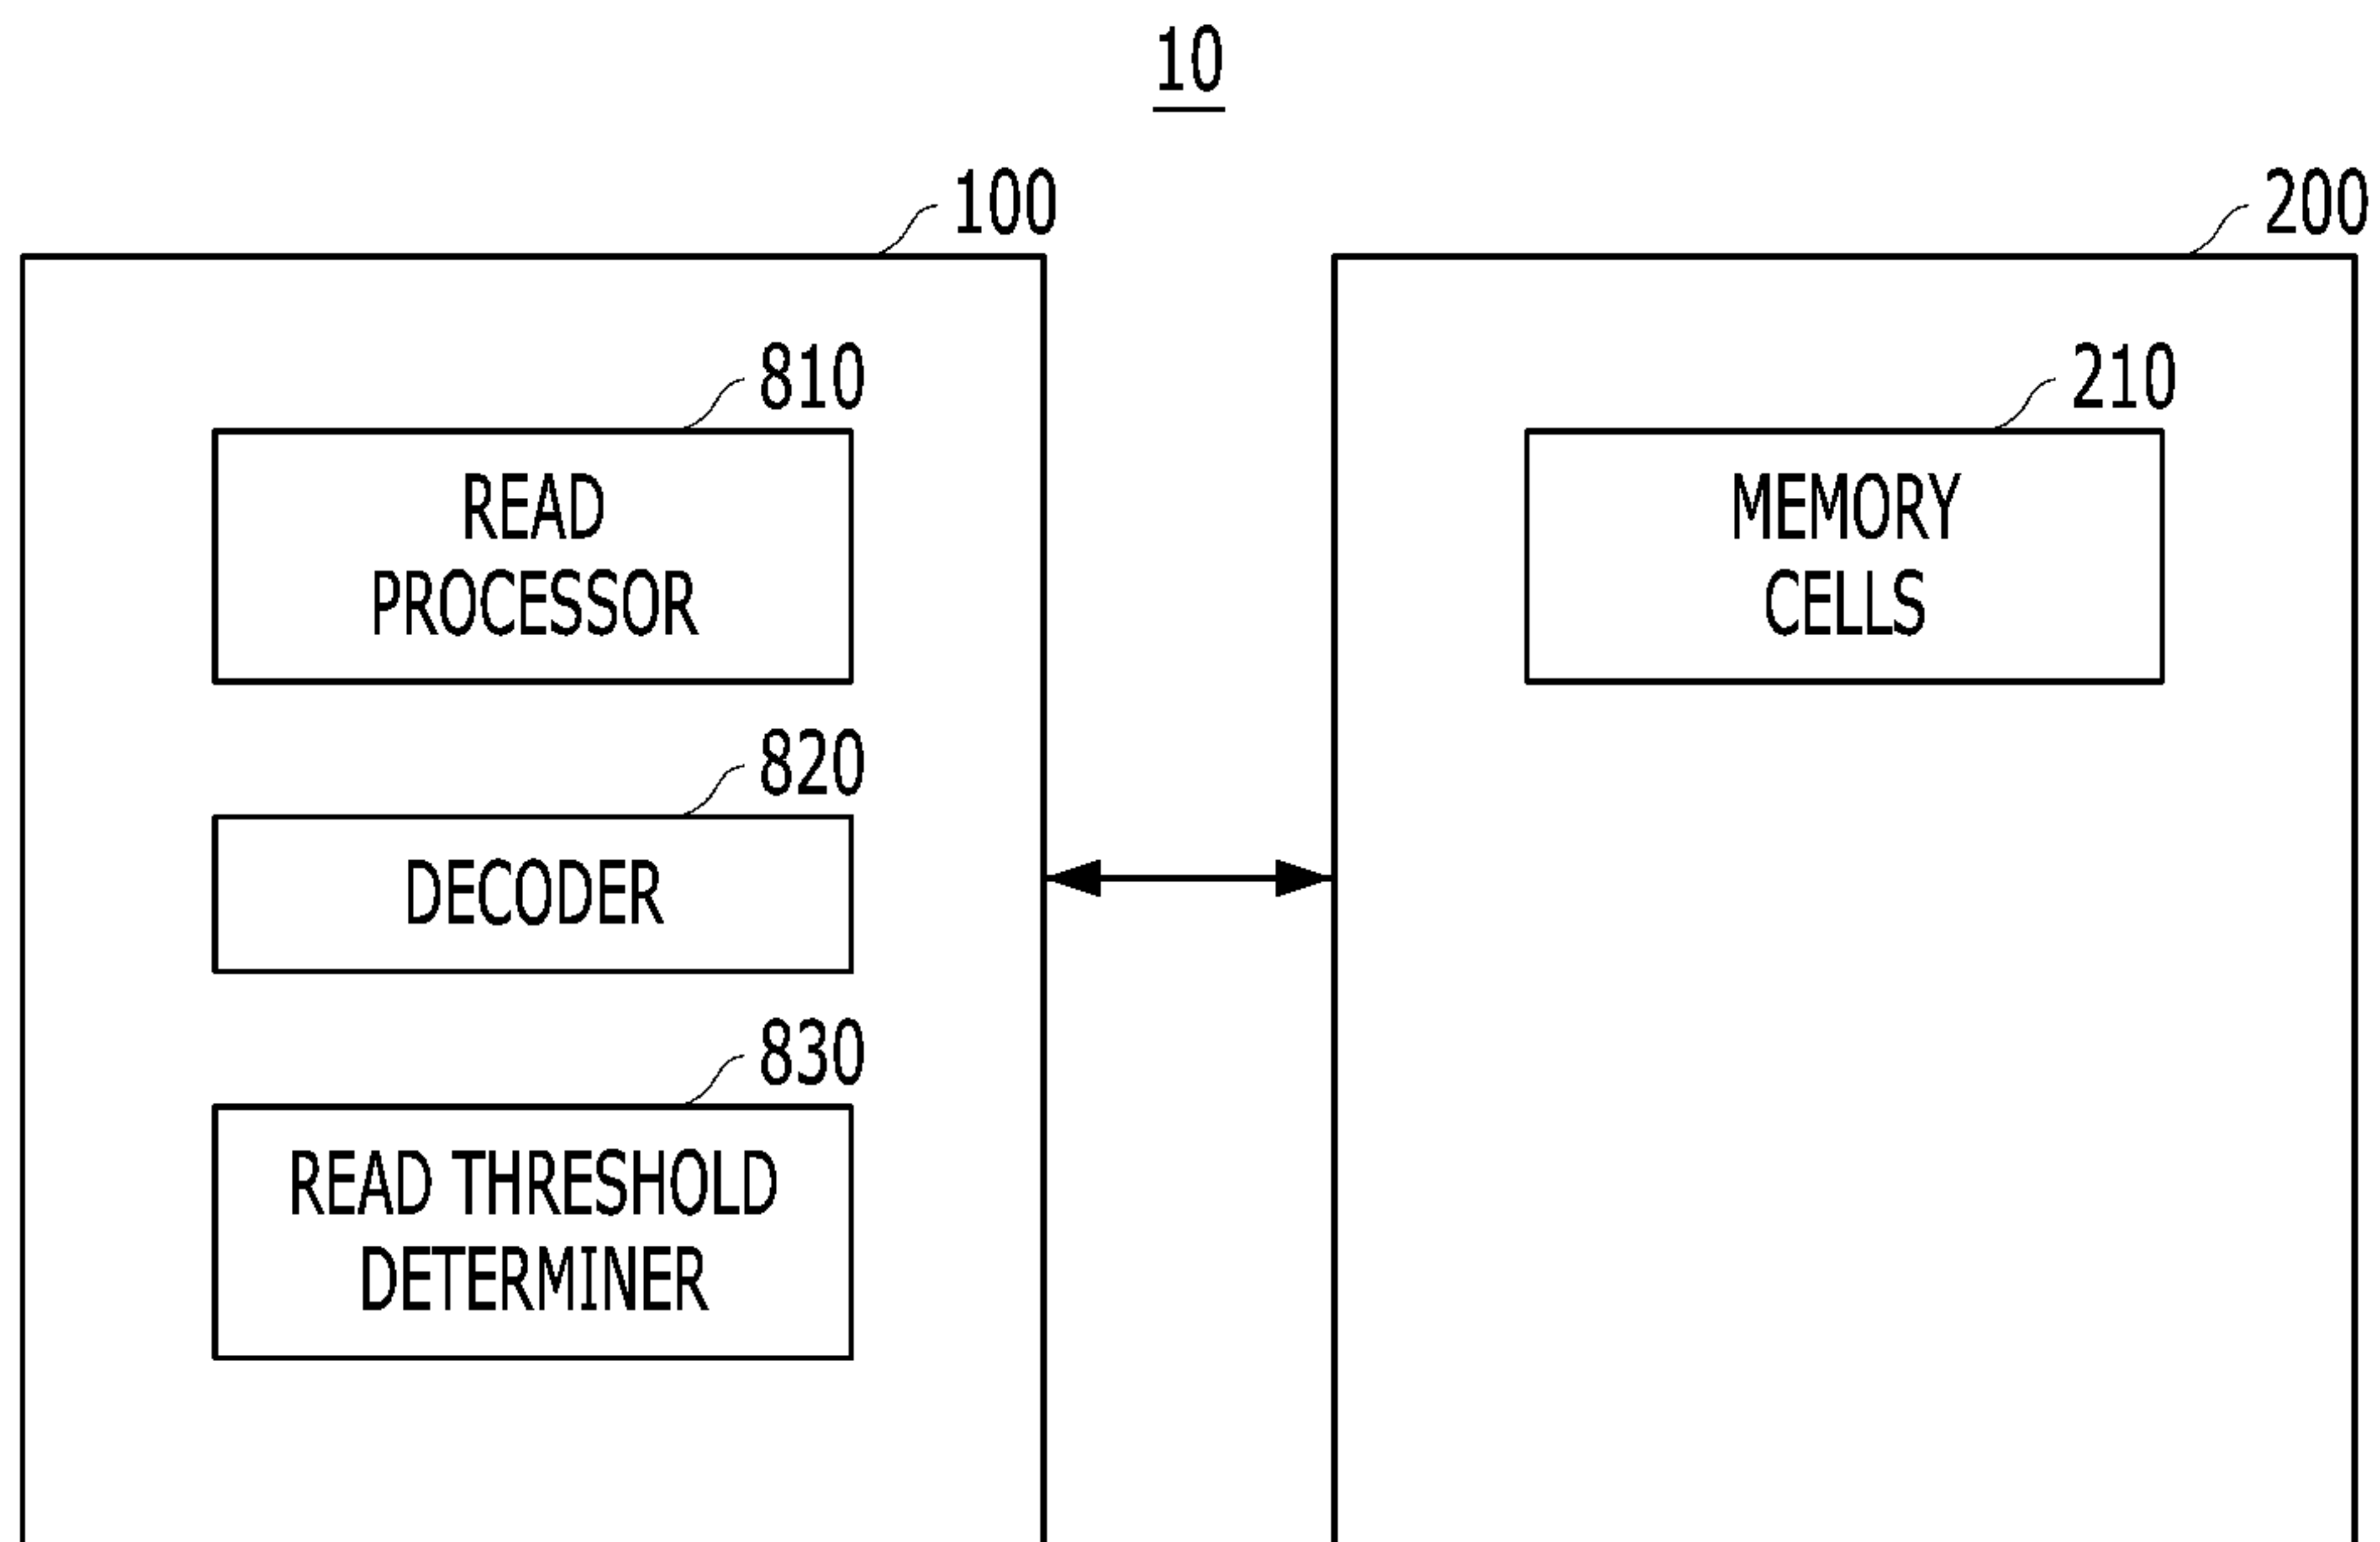 10
100
200
810
READ
PROCESSOR
210
MEMORY
CELLS
820
DECODER
830
READ THRESHOLD
DETERMINER